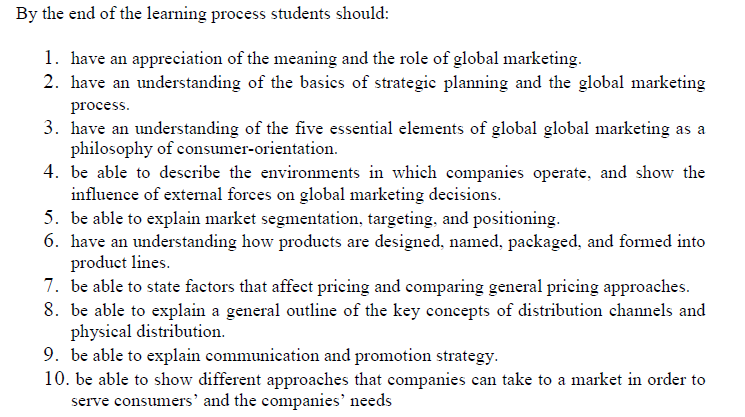 By the end of the learning process students should:
1. have an appreciation of the meaning and the role of global marketing.
2. have an understanding of the basics of strategic planning and the global marketing
process.
3. have an understanding of the five essential elements of global global marketing as a
philosophy of consumer-orientation.
4. be able to describe the environments in which companies operate, and show the
influence of external forces on global marketing decisions.
5. be able to explain market segmentation, targeting, and positioning.
6. have an understanding how products are designed, named, packaged, and formed into
product lines.
7. be able to state factors that affect pricing and comparing general pricing approaches.
8. be able to explain a general outline of the key concepts of distribution channels and
physical distribution.
9. be able to explain communication and promotion strategy.
10. be able to show different approaches that companies can take to a market in order to
serve consumers’ and the companies’ needs